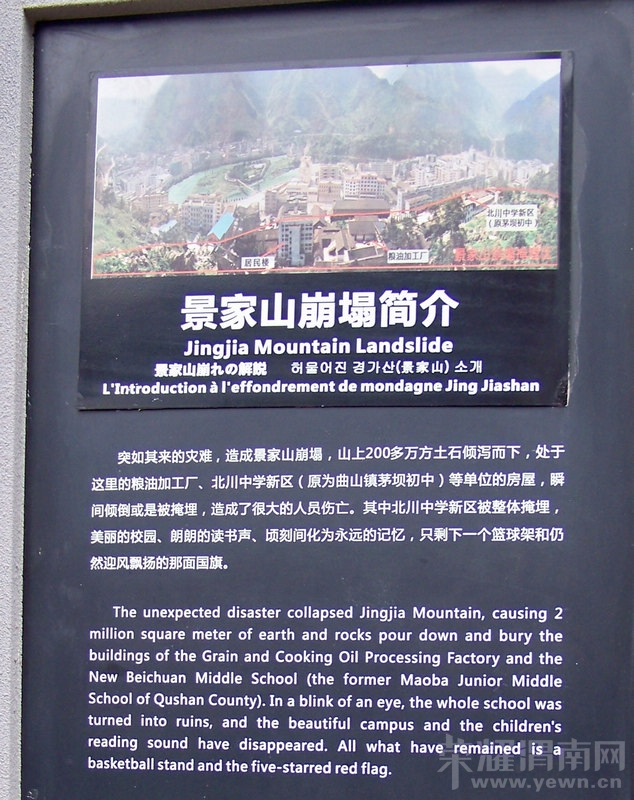 北川中学新区
（原茅坝初中）
居民楼
粮油加工厂
景家山崩塌简介
Jingjia Mountain Landslide
景家山崩れの解説 허물어진 경가산(景家山) 소개
L'Introduction à l'effondrement de mondagne Jing Jiashan
突如其来的灾难，造成景家山崩塌，山上200多万方土石倾泻而下，处于
这里的粮油加工厂、北川中学新区（原为曲山镇茅坝初中）等单位的房屋，瞬
间倾倒或是被掩埋，造成了很大的人员伤亡。其中北川中学新区被整体掩埋，
美丽的校园、朗朗的读书声、顷刻间化为永远的记忆，只剩下一个篮球架和仍
然迎风飘扬的那面国旗。
The unexpected disaster collapsed Jingjia Mountain, causing 2
million square meter of earth and rocks pour down and bury the
buildings of the Grain and Cooking Oil Processing Factory and the
New Beichuan Middle School (the former Maoba Junior Middle
School of Qushan County). In a blink of an eye, the whole school was
turned into ruins, and the beautiful campus and the children's
reading sound have disappeared. All what have remained is a
basketball stand and the five-starred red flag.
荣耀渭南网
www.yewn.cn